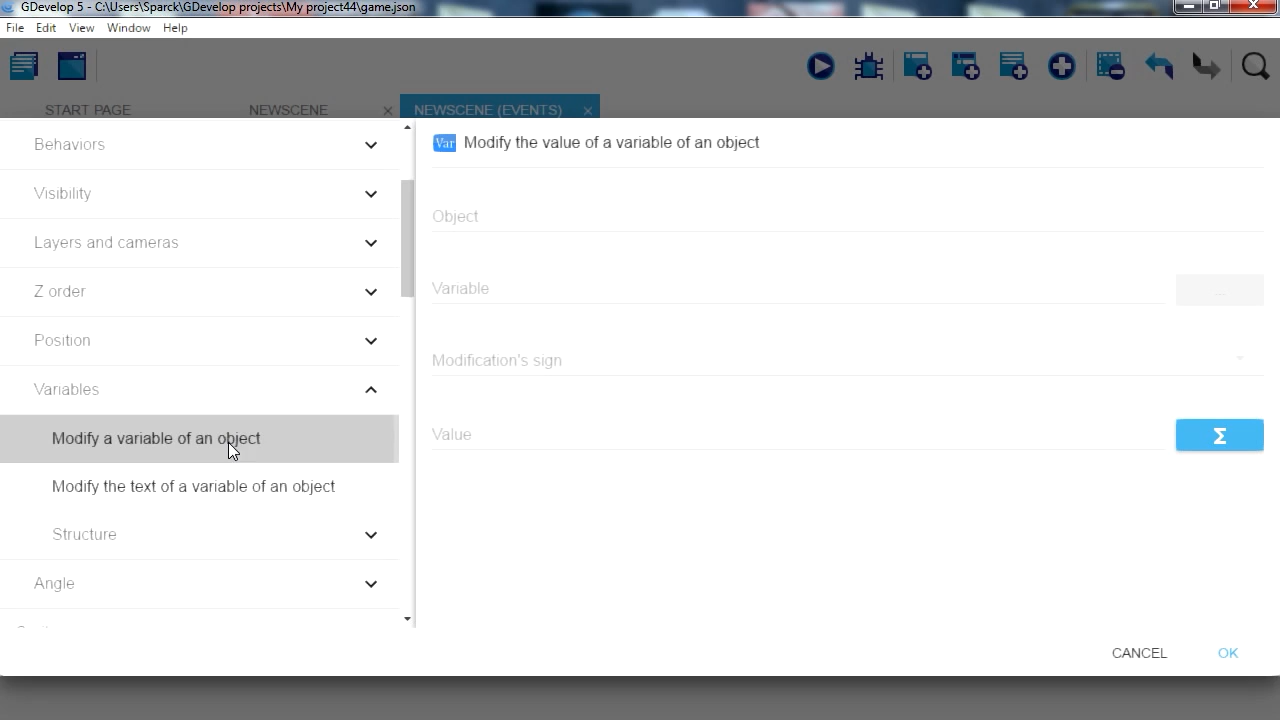 GDevelop 5 - C:\Users\Sparck\GDevelop projects\My project44\game.json
File Edit View Window Help
START PAGE NEWSCENE NEWSCENE (EVENTS)
Behaviors
Visibility
Layers and cameras
Z order
Position
Variables
Modify a variable of an object
Modify the text of a variable of an object
Structure
Angle
Var Modify the value of a variable of an object
Object
Variable
...
Modification's sign
Value
Σ
CANCEL OK